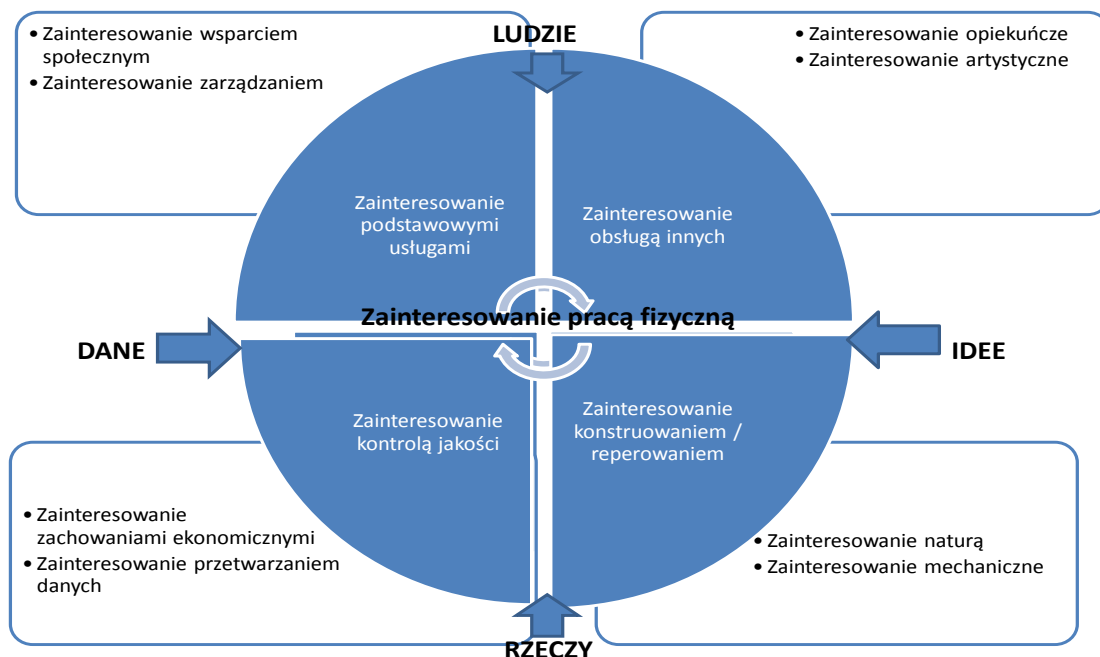 • Zainteresowanie wsparciem
społecznym
• Zainteresowanie zarządzaniem
LUDZIE
• Zainteresowanie opiekuńcze
• Zainteresowanie artystyczne
Zainteresowanie
podstawowymi
usługami
Zainteresowanie
obsługą innych
Zainteresowanie pracą fizyczną
DANE
IDEE
Zainteresowanie
kontrolą jakości
Zainteresowanie
konstruowaniem /
reperowaniem
• Zainteresowanie
zachowaniami ekonomicznymi
• Zainteresowanie przetwarzaniem
danych
• Zainteresowanie naturą
• Zainteresowanie mechaniczne
RZECZY